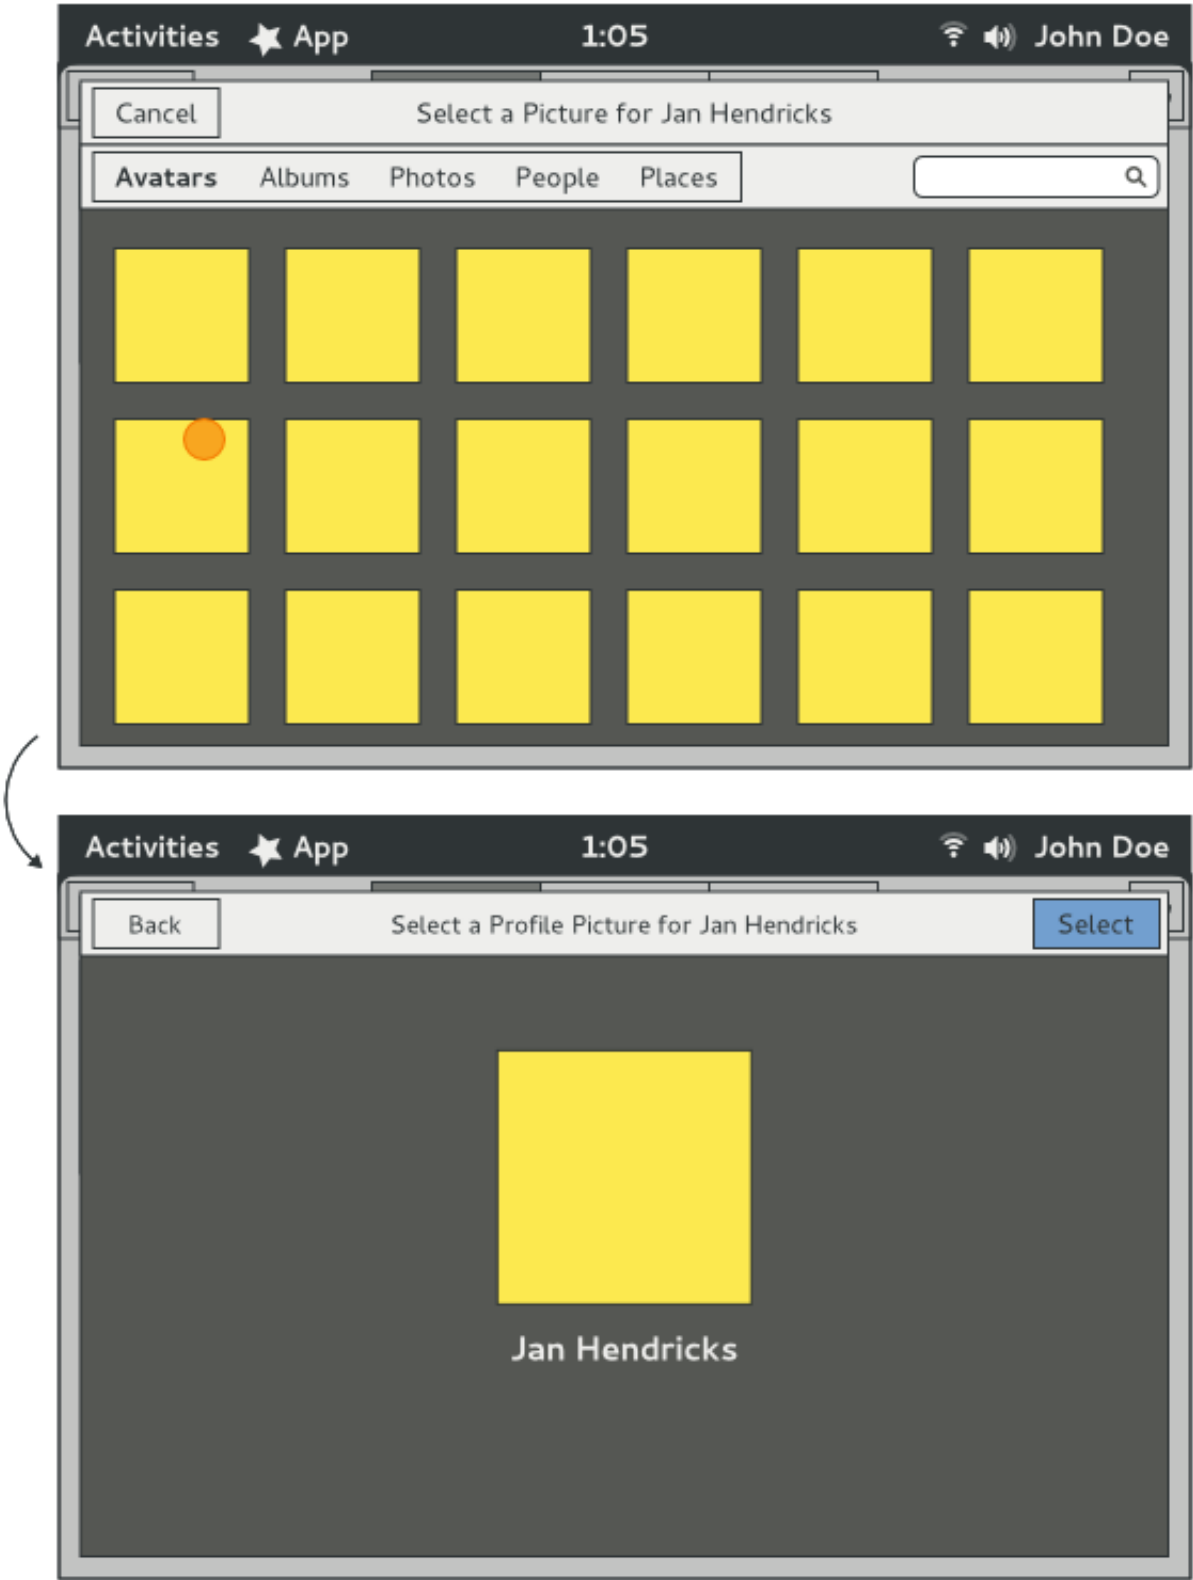 Activities App 1:05 John Doe
Cancel Select a Picture for Jan Hendricks
Avatars Albums Photos People Places
Activities App 1:05 John Doe
Back Select a Profile Picture for Jan Hendricks Select
Jan Hendricks